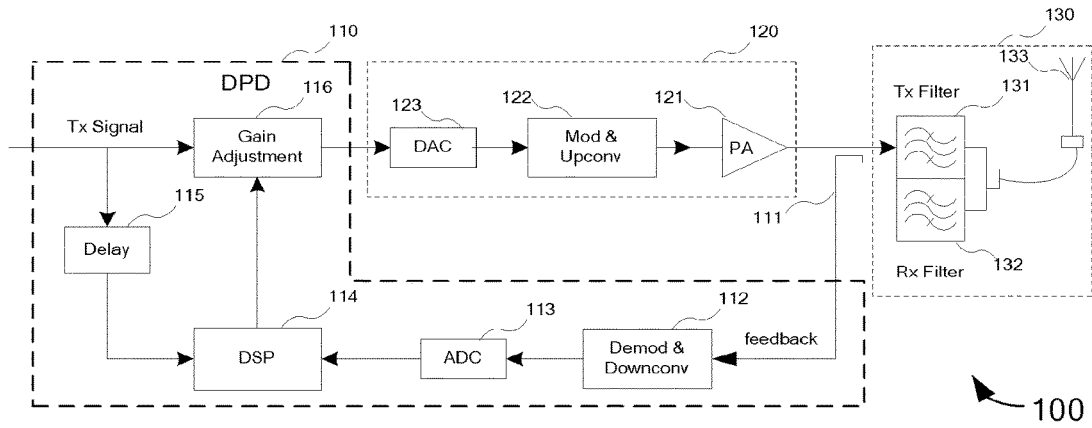 110
120
130
DPD
116
123
122
121
133
Tx Filter
131
Tx Signal
Gain
Adjustment
DAC
Mod &
Upconv
PA
115
111
Delay
Rx Filter
132
114
113
112
feedback
DSP
ADC
Demod &
Downconv
100